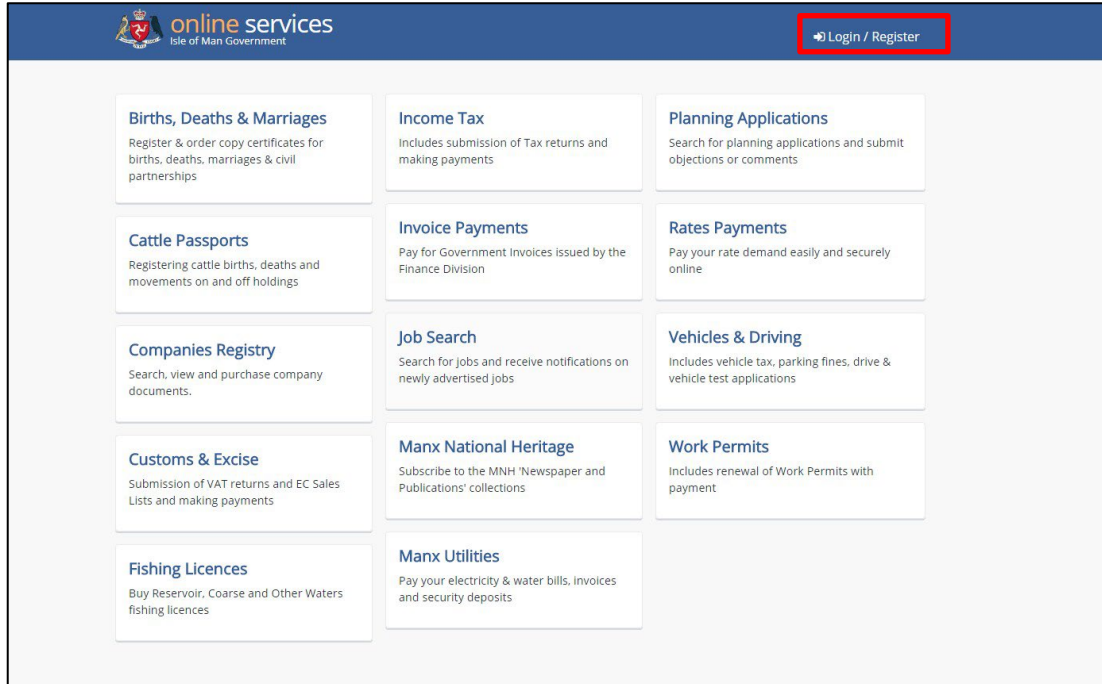 online services
Isle of Man Government
Login / Register
Births, Deaths & Marriages
Register & order copy certificates for
births, deaths, marriages & civil
partnerships
Cattle Passports
Registering cattle births, deaths and
movements on and off holdings
Companies Registry
Search, view and purchase company
documents.
Customs & Excise
Submission of VAT returns and EC Sales
Lists and making payments
Fishing Licences
Buy Reservoir, Coarse and Other Waters
fishing licences
Income Tax
Includes submission of Tax returns and
making payments
Invoice Payments
Pay for Government Invoices issued by the
Finance Division
Job Search
Search for jobs and receive notifications on
newly advertised jobs
Manx National Heritage
Subscribe to the MNH 'Newspaper and
Publications' collections
Manx Utilities
Pay your electricity & water bills, invoices
and security deposits
Planning Applications
Search for planning applications and submit
objections or comments
Rates Payments
Pay your rate demand easily and securely
online
Vehicles & Driving
Includes vehicle tax, parking fines, drive &
vehicle test applications
Work Permits
Includes renewal of Work Permits with
payment